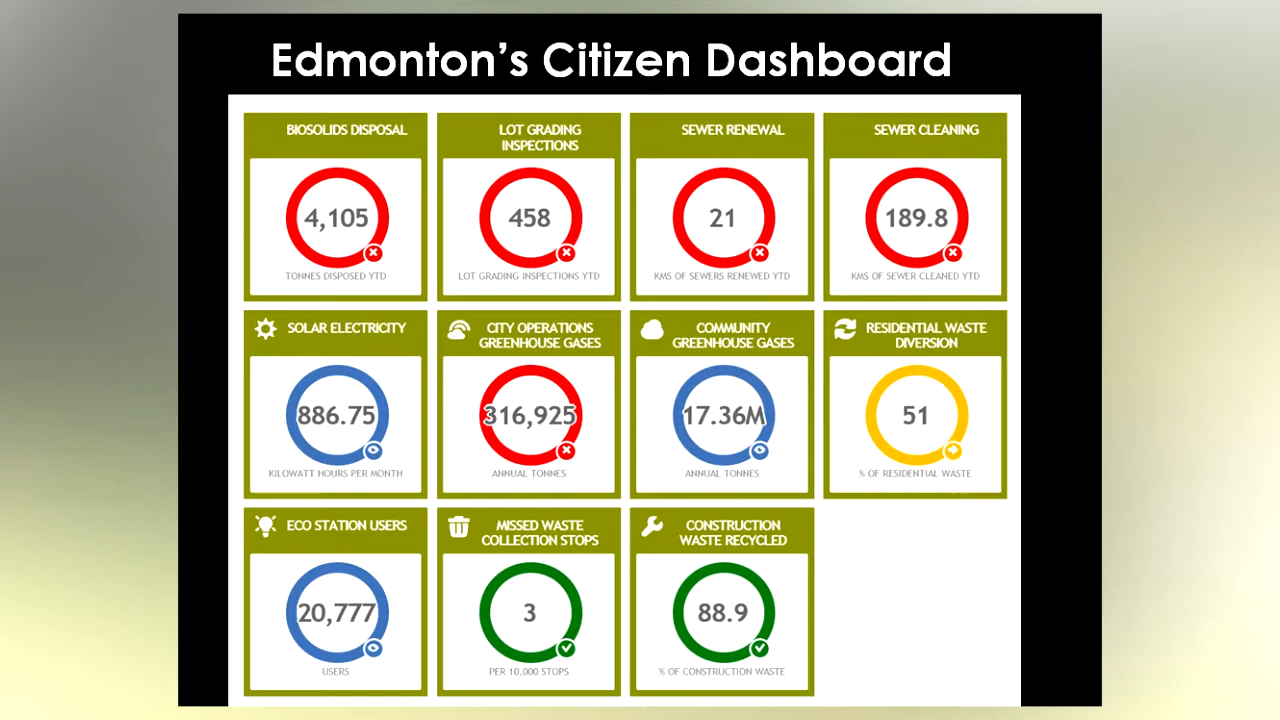 Edmonton's Citizen Dashboard
BIOSOLIDS DISPOSAL
4,105
TONNES DISPOSED YTD
LOT GRADING
INSPECTIONS
458
LOT GRADING INSPECTIONS YTD
SEWER RENEWAL
21
KMS OF SEWERS RENEWED YTD
SEWER CLEANING
189.8
KMS OF SEWER CLEANED YTD
SOLAR ELECTRICITY
886.75
KILOWATT HOURS PER MONTH
CITY OPERATIONS
GREENHOUSE GASES
316,925
ANNUAL TONNES
COMMUNITY
GREENHOUSE GASES
17.36M
ANNUAL TONNES
RESIDENTIAL WASTE
DIVERSION
51
% OF RESIDENTIAL WASTE
ECO STATION USERS
20,777
USERS
MISSED WASTE
COLLECTION STOPS
3
PER 10,000 STOPS
CONSTRUCTION
WASTE RECYCLED
88.9
% OF CONSTRUCTION WASTE